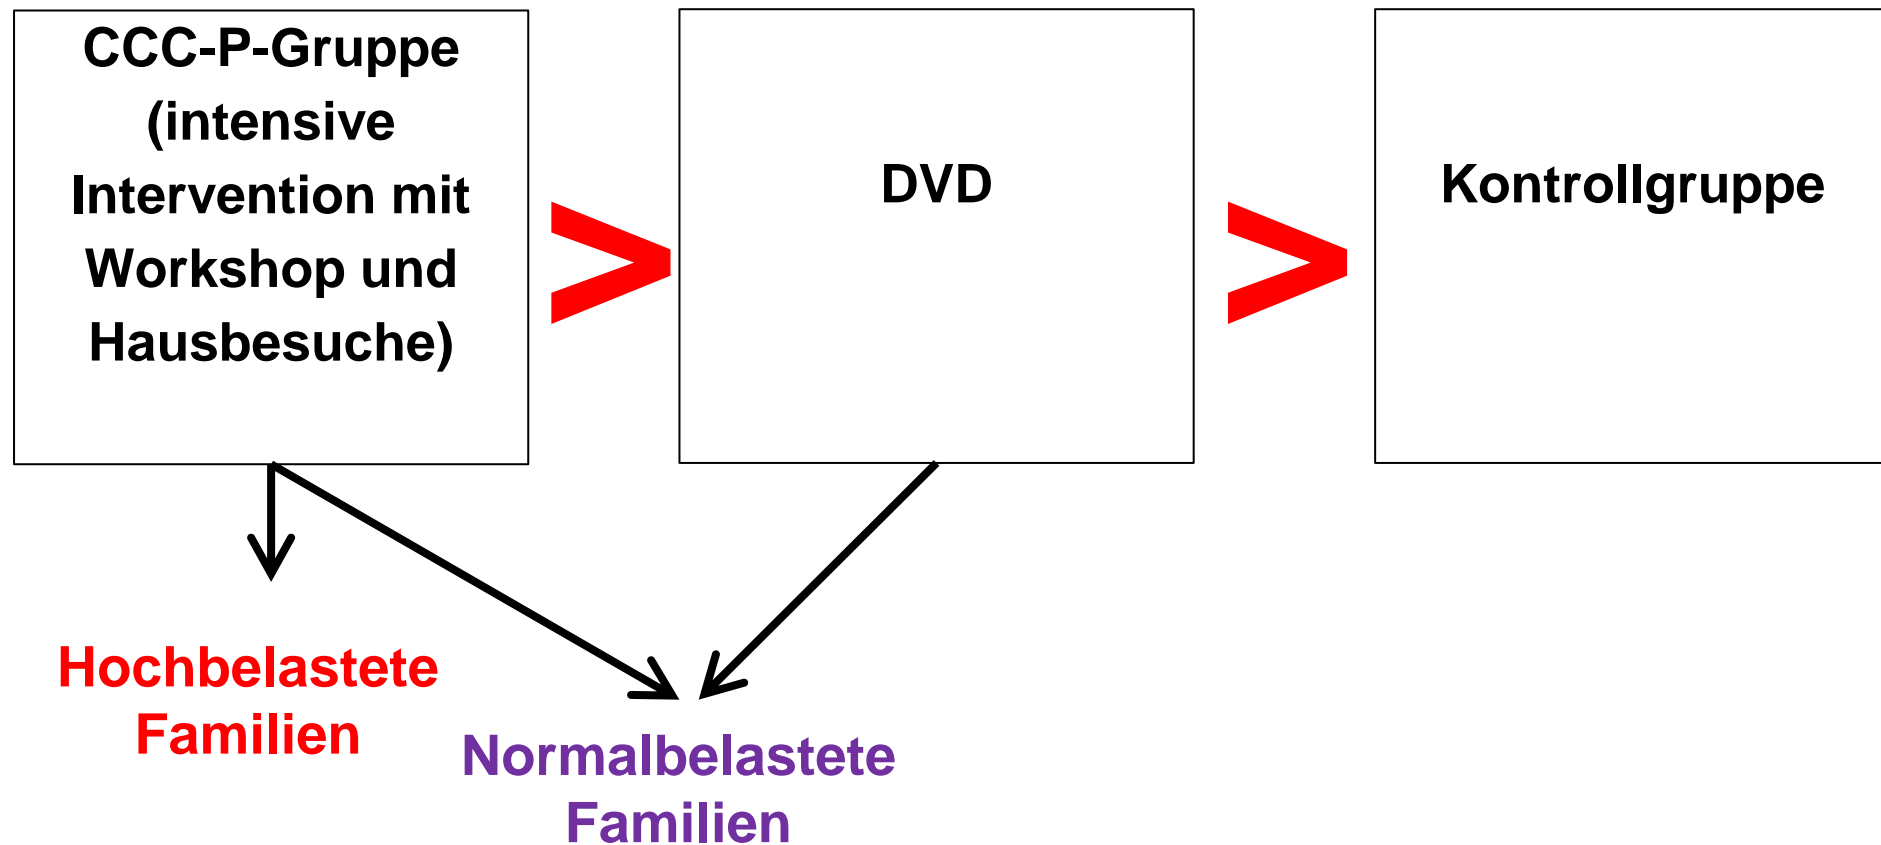 CCC-P-Gruppe
(intensive
Intervention mit
Workshop und
Hausbesuche)
>
DVD
>
Kontrollgruppe
Hochbelastete
Familien
Normalbelastete
Familien